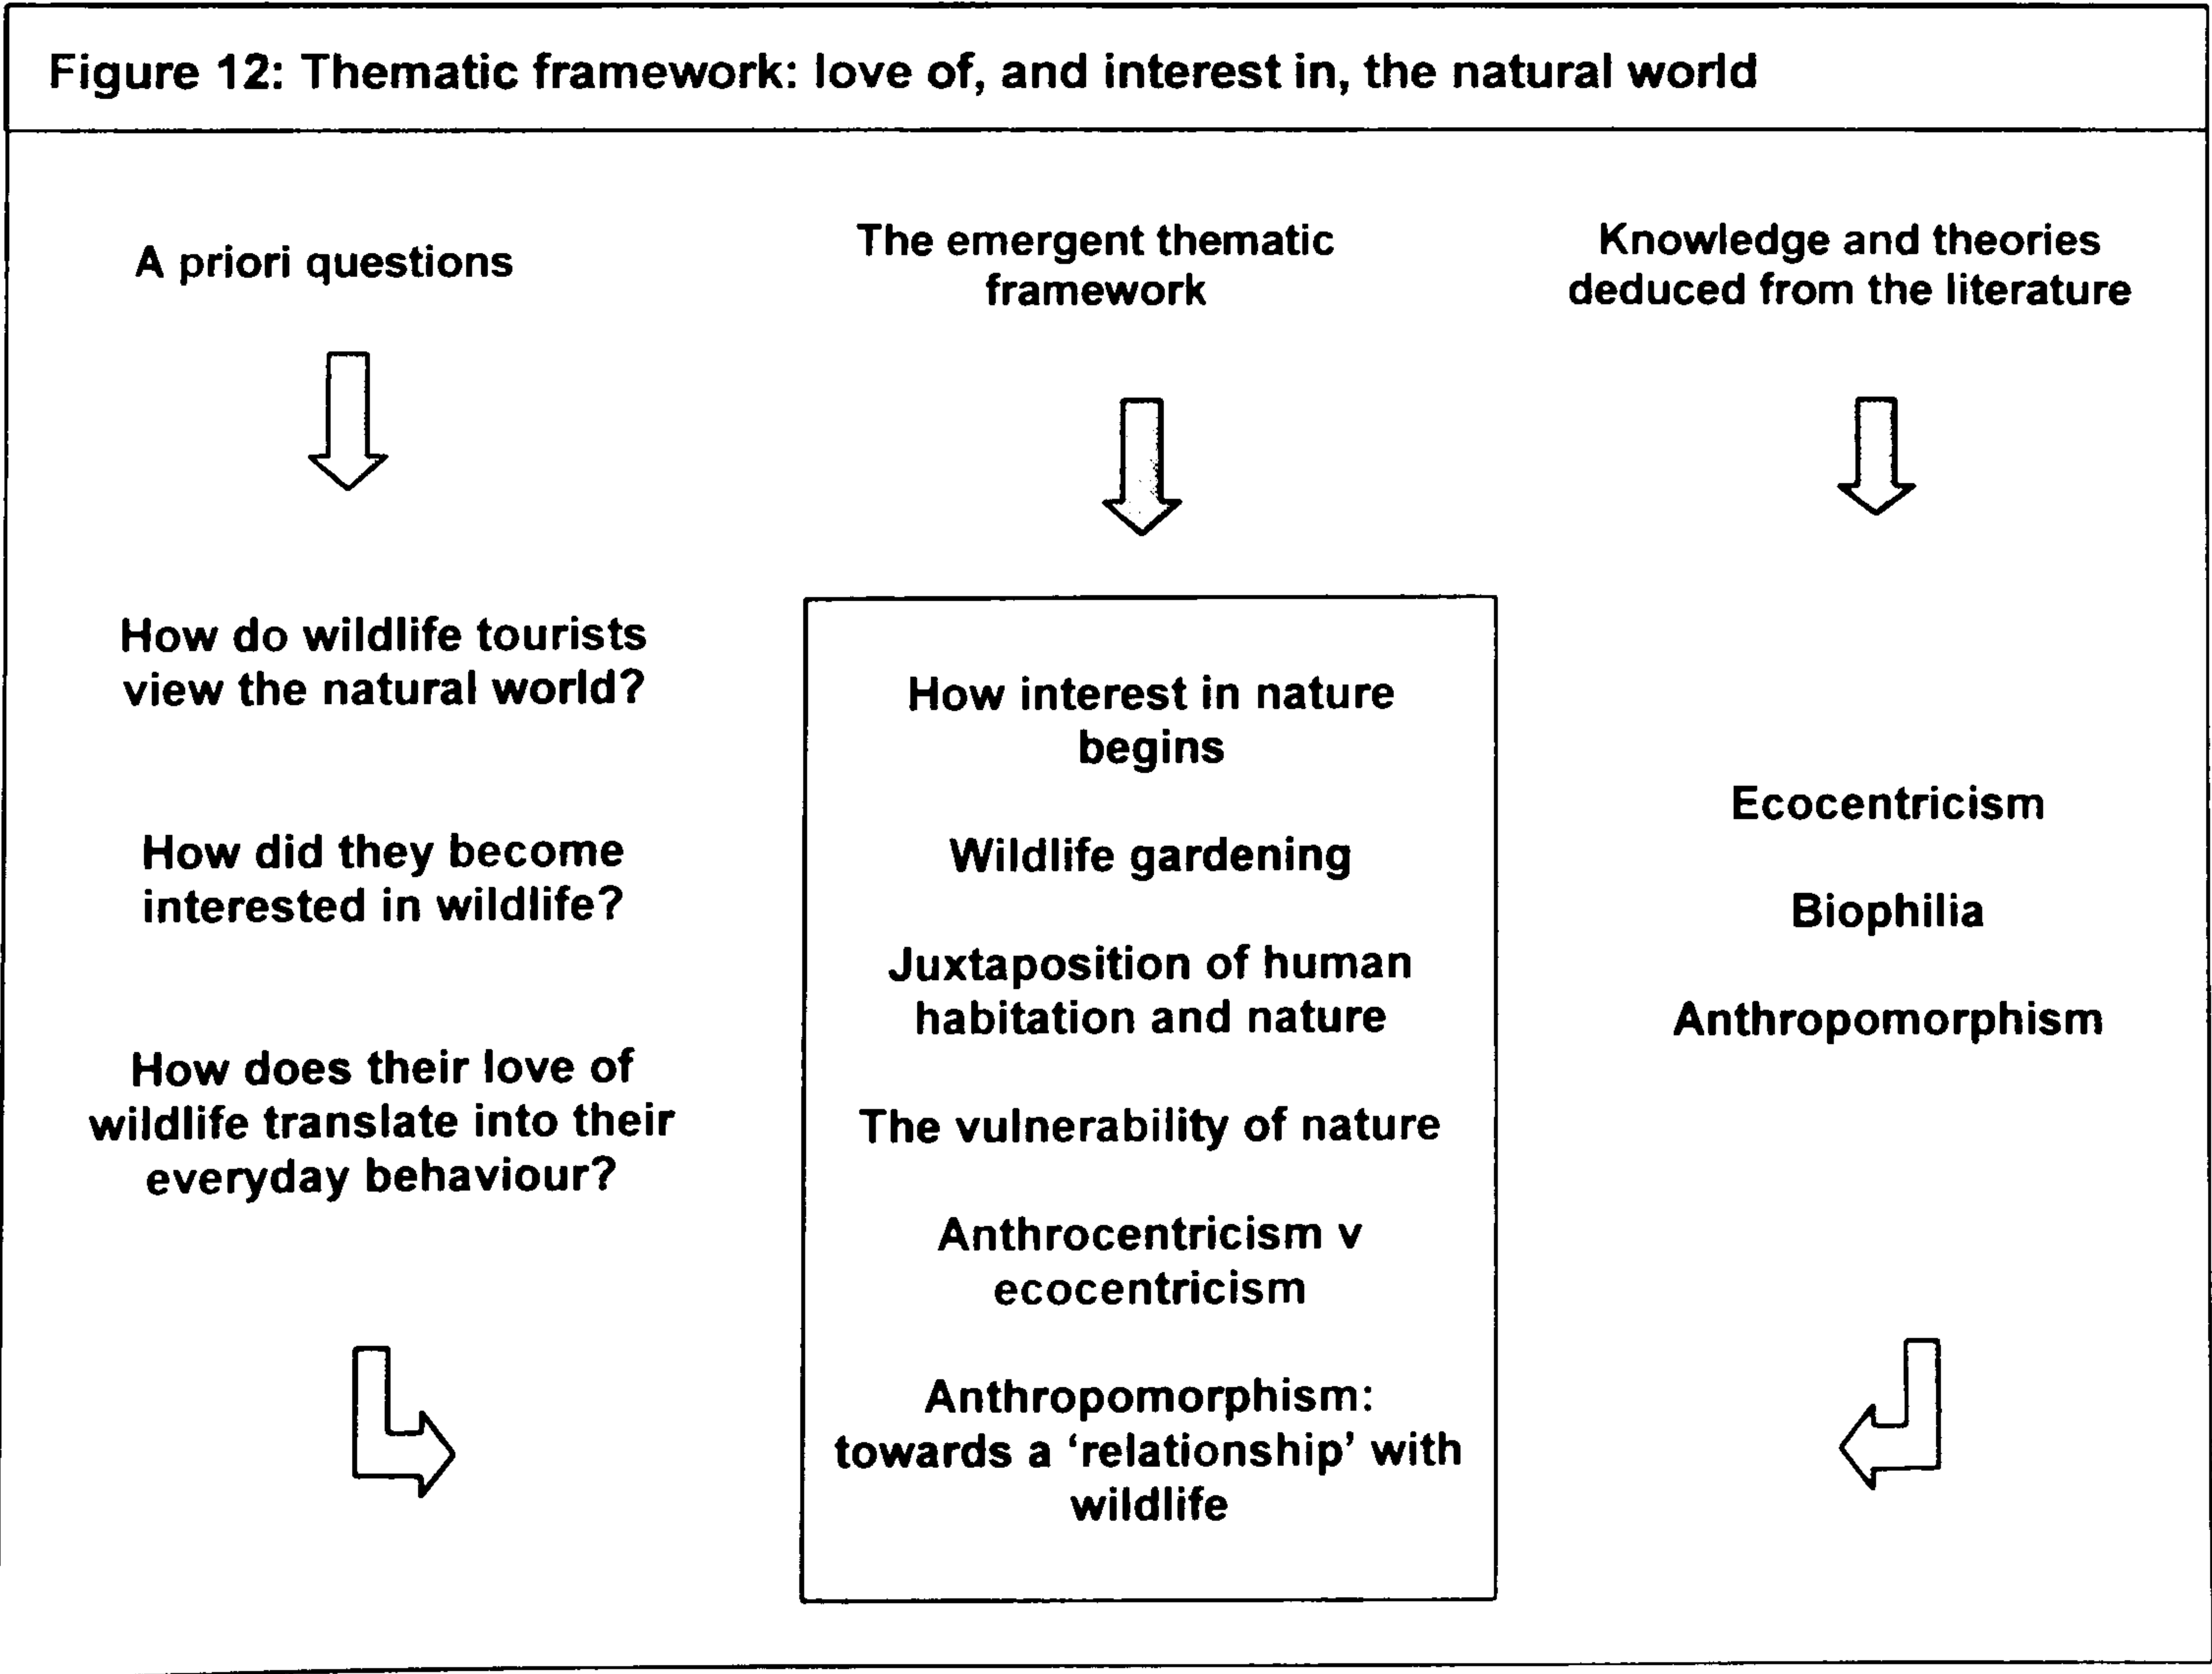 Figure 12: Thematic framework: love of, and interest in, the natural world
A priori questions
How do wildlife tourists
view the natural world?
How did they become
interested in wildlife?
How does their love of
wildlife translate into their
everyday behaviour?
The emergent thematic
framework
How interest in nature
begins
Wildlife gardening
Juxtaposition of human
habitation and nature
The vulnerability of nature
Anthrocentricism v
ecocentricism
Anthropomorphism:
towards a ‘relationship’ with
wildlife
Knowledge and theories
deduced from the literature
Ecocentricism
Biophilia
Anthropomorphism